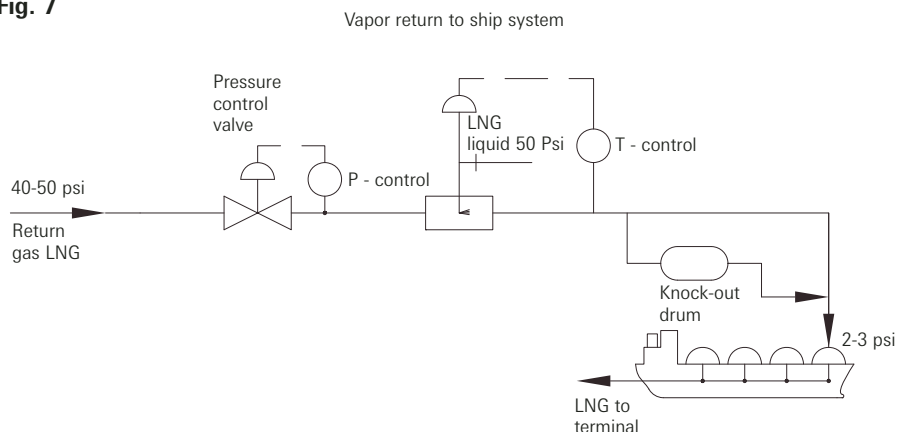 Fig. 7
Vapor return to ship system
Pressure
control
valve
LNG
liquid 50 Psi
T - control
P - control
40-50 psi
Return
gas LNG
Knock-out
drum
2-3 psi
LNG to
terminal